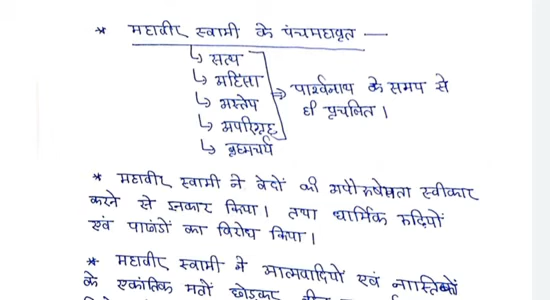 * महावीर स्वामी के पंचमहाव्रत —
↳ सत्य
↳ अहिंसा
↳ अस्तेय
↳ अपरिग्रह
↳ ब्रह्मचर्य
⇒ पार्श्वनाथ के समय से
ही प्रचलित।
* महावीर स्वामी ने वेदों की अपौरूषेयता स्वीकार
करने से इनकार किया। तथा धार्मिक रूढ़ियों
एवं पाखंडों का विरोध किया।
* महावीर स्वामी ने आत्मवादियों एवं नास्तिकों
के एकांतिक मतों छोड़कर बीच